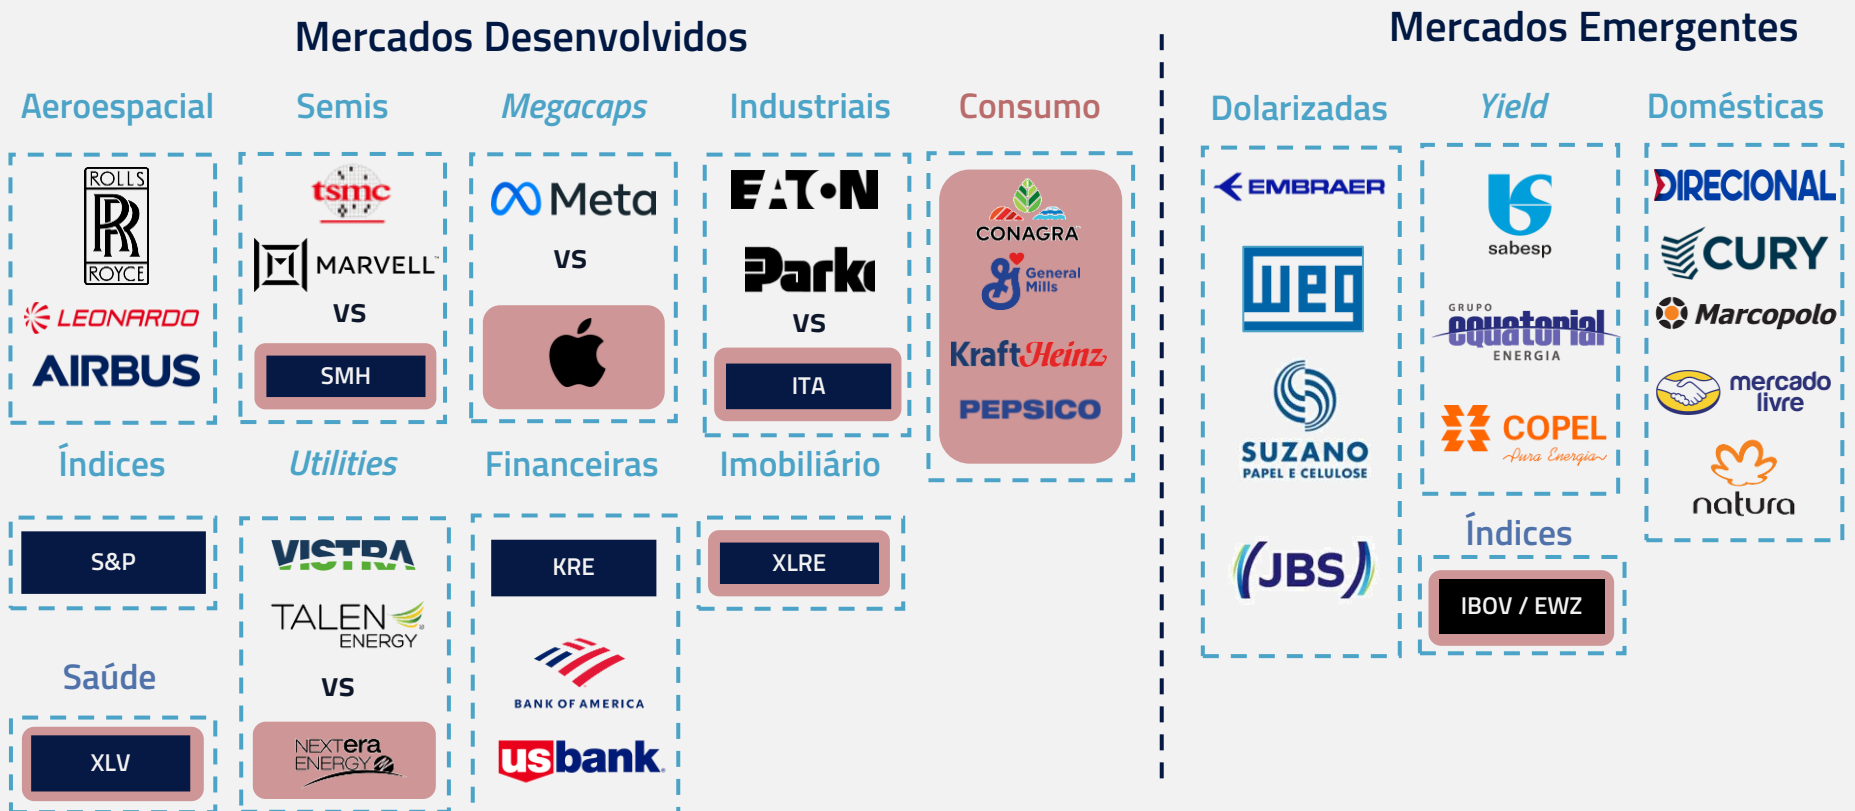 Mercados Desenvolvidos
Aeroespacial
ROLLS
RR
ROYCE
LEONARDO
AIRBUS
Semis
tsmc
MARVELL™
VS
SMH
Megacaps
Meta
VS
Industriais
EATON
Park
VS
ITA
Consumo
CONAGRA
General
Mills
KraftHeinz
PEPSICO
Índices
S&P
Saúde
XLV
Utilities
VISTRA
TALEN
ENERGY
VS
NEXTera
ENERGY
Financeiras
KRE
BANK OF AMERICA
usbank
Imobiliário
XLRE
Mercados Emergentes
Dolarizadas
EMBRAER
weg
SUZANO
PAPEL E CELULOSE
(JBS)
Yield
sabesp
GRUPO
equatorial
ENERGIA
COPEL
Pura Energia
Índices
IBOV / EWZ
Domésticas
DIRECIONAL
CURY
Marcopolo
mercado
livre
natura